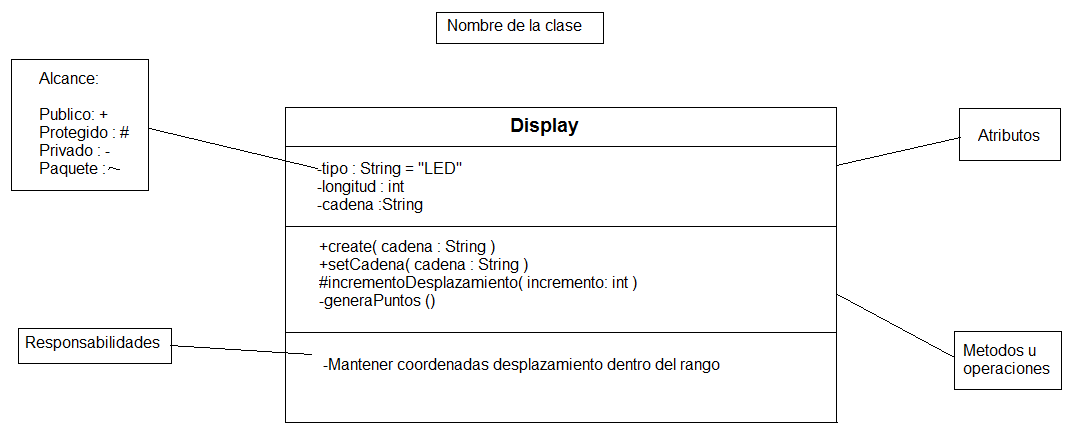 Nombre de la clase
Alcance:
Publico: +
Protegido : #
Privado : -
Paquete :~
Display
-tipo : String = "LED"
-longitud : int
-cadena :String
Atributos
+create( cadena : String )
+setCadena( cadena : String )
#incrementoDesplazamiento( incremento: int )
-generaPuntos ()
Responsabilidades
-Mantener coordenadas desplazamiento dentro del rango
Metodos u
operaciones